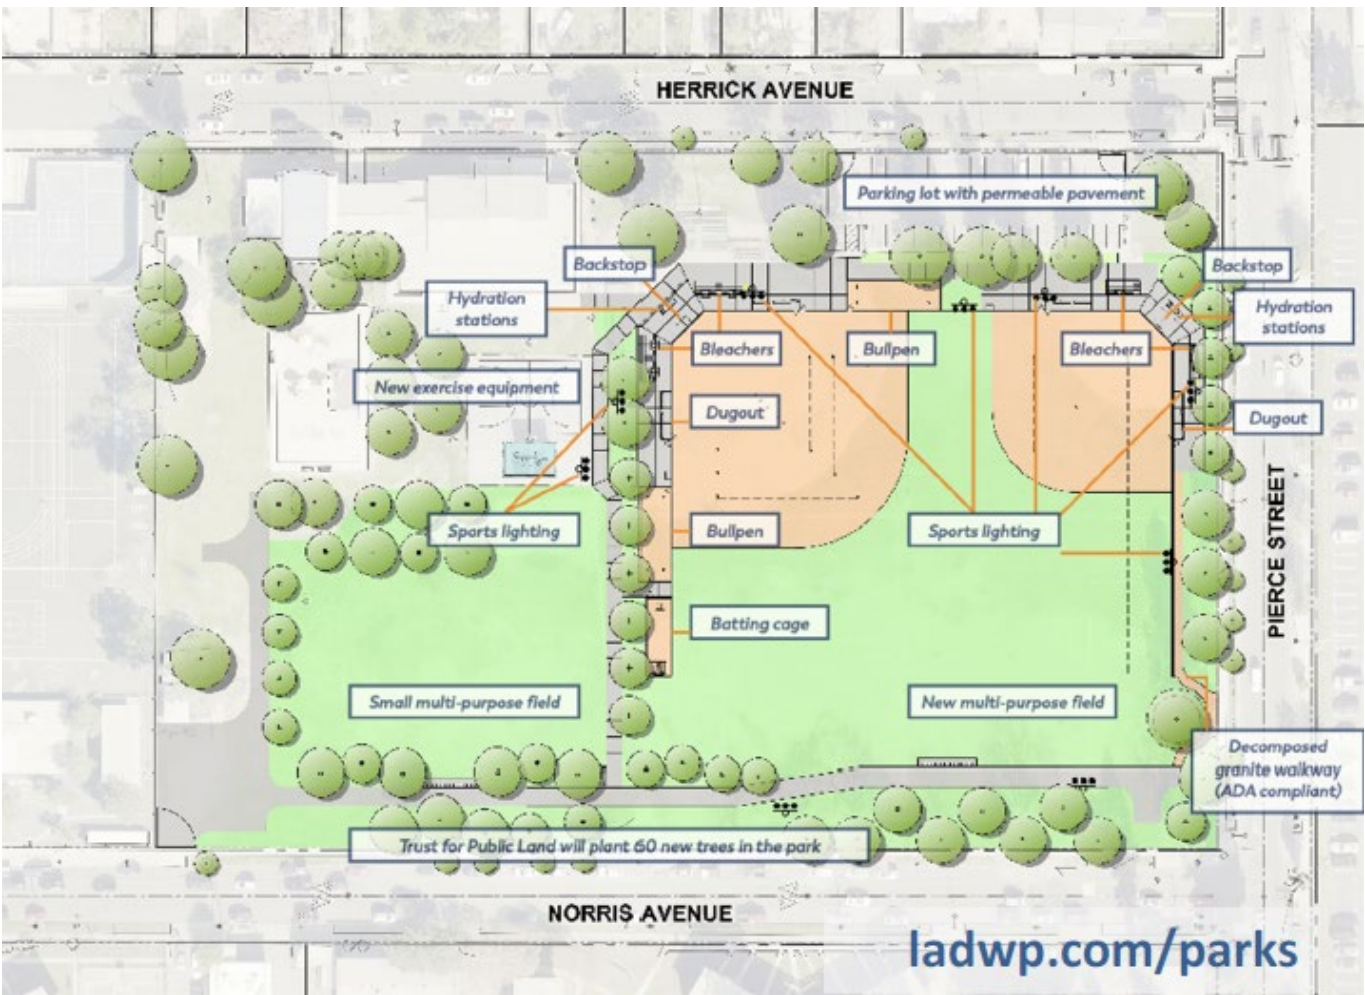 HERRICK AVENUE
Parking lot with permeable pavement
Backstop
Backstop
Hydration
stations
Hydration
stations
Bleachers
Bullpen
Bleachers
New exercise equipment
Dugout
Dugout
Sports lighting
Bullpen
Sports lighting
PIERCE STREET
Batting cage
Small multi-purpose field
New multi-purpose field
Decomposed
granite walkway
(ADA compliant)
Trust for Public Land will plant 60 new trees in the park
NORRIS AVENUE
ladwp.com/parks